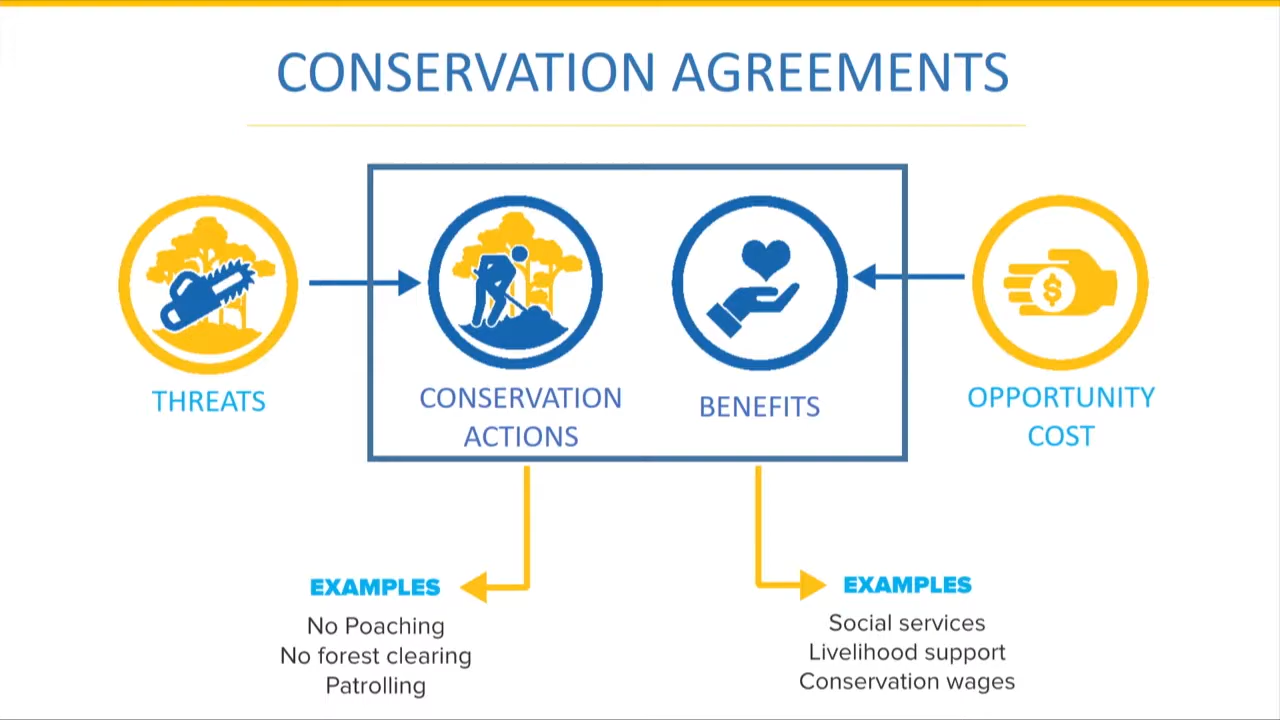 CONSERVATION AGREEMENTS
THREATS
CONSERVATION
ACTIONS
BENEFITS
OPPORTUNITY
COST
$
EXAMPLES
No Poaching
No forest clearing
Patrolling
EXAMPLES
Social services
Livelihood support
Conservation wages